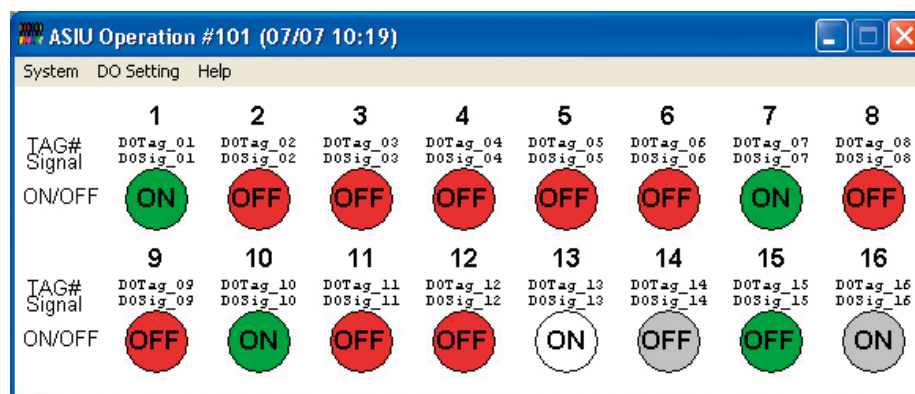 ASIU Operation #101 (07/07 10:19)
System DO Setting Help
1 2 3 4 5 6 7 8
TAG# DOTag_01 DOTag_02 DOTag_03 DOTag_04 DOTag_05 DOTag_06 DOTag_07 DOTag_08
Signal DOSig_01 DOSig_02 DOSig_03 DOSig_04 DOSig_05 DOSig_06 DOSig_07 DOSig_08
ON/OFF ON OFF OFF OFF OFF OFF ON OFF
9 10 11 12 13 14 15 16
TAG# DOTag_09 DOTag_10 DOTag_11 DOTag_12 DOTag_13 DOTag_14 DOTag_15 DOTag_16
Signal DOSig_09 DOSig_10 DOSig_11 DOSig_12 DOSig_13 DOSig_14 DOSig_15 DOSig_16
ON/OFF OFF ON OFF OFF ON OFF OFF ON